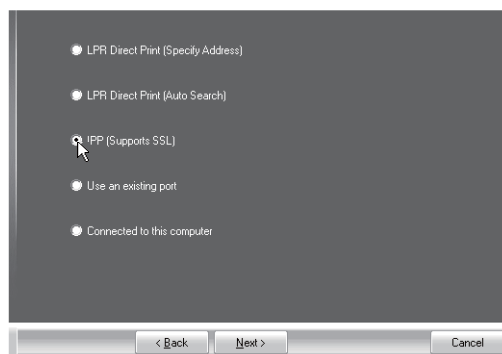 LPR Direct Print (Specify Address)
LPR Direct Print (Auto Search)
IPP (Supports SSL)
Use an existing port
Connected to this computer
< Back
Next >
Cancel